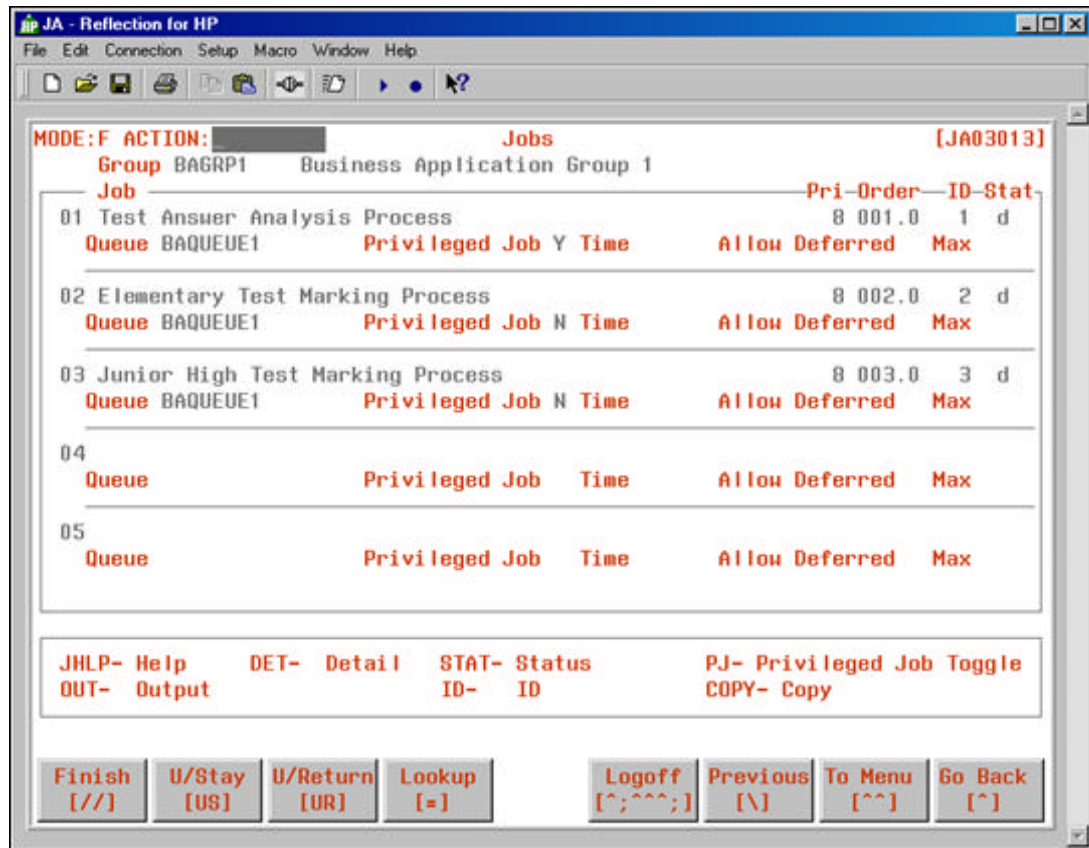 JA - Reflection for HP
File Edit Connection Setup Macro Window Help
MODE:F ACTION:_ Jobs [JA03013]
Group BAGRP1 Business Application Group 1
Job Pri Order ID Stat
01 Test Answer Analysis Process 8 001.0 1 d
Queue BAQUEUE1 Privileged Job Y Time Allow Deferred Max
02 Elementary Test Marking Process 8 002.0 2 d
Queue BAQUEUE1 Privileged Job N Time Allow Deferred Max
03 Junior High Test Marking Process 8 003.0 3 d
Queue BAQUEUE1 Privileged Job N Time Allow Deferred Max
04
Queue Privileged Job Time Allow Deferred Max
05
Queue Privileged Job Time Allow Deferred Max
JHLP- Help DET- Detail STAT- Status PJ- Privileged Job Toggle
OUT- Output ID- ID COPY- Copy
Finish U/Stay U/Return Lookup Logoff Previous To Menu Go Back
[//] [US] [UR] [=] [^;^^^;] [\] [^^] [^]